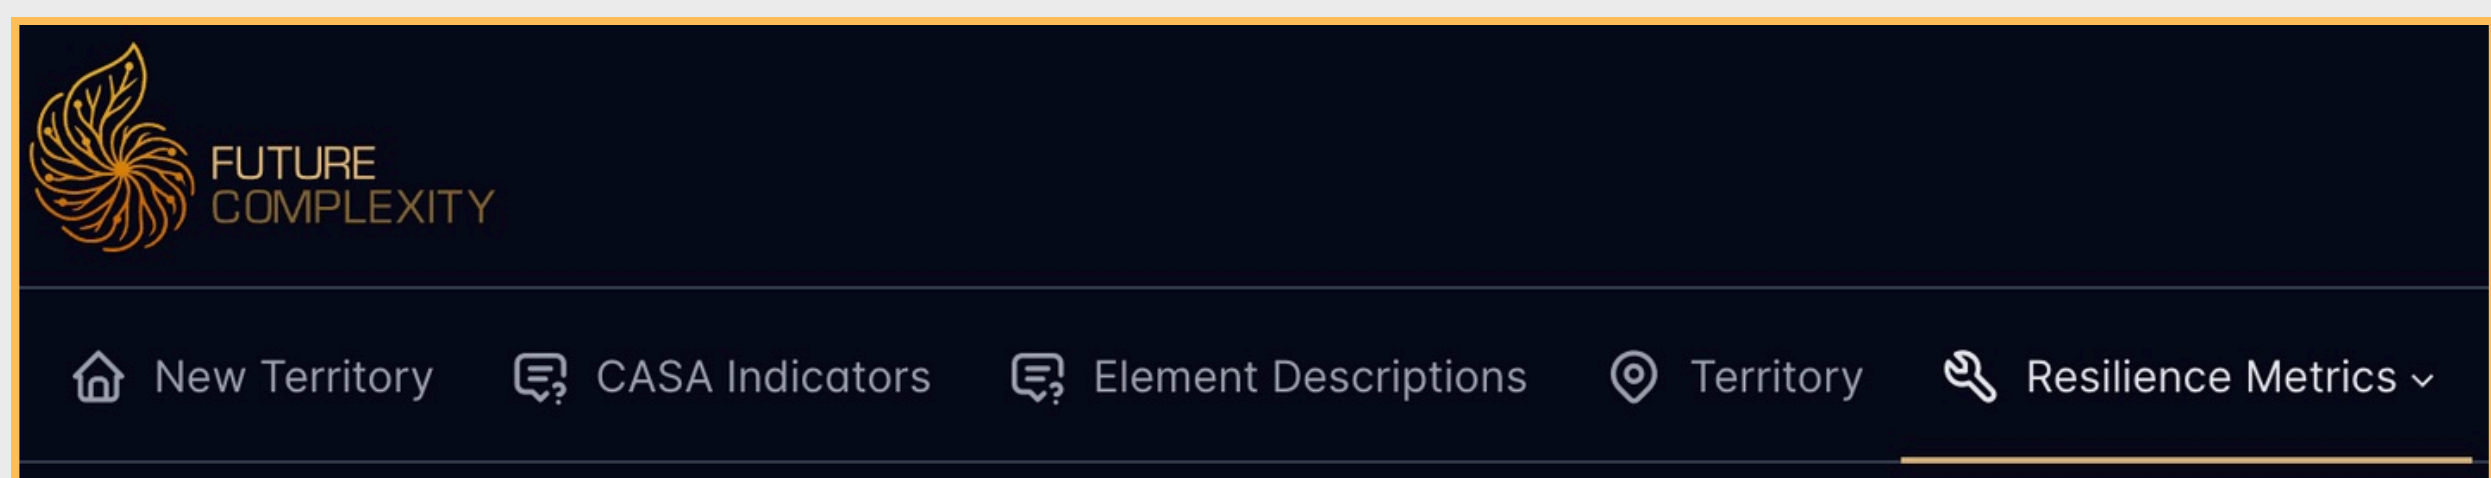 FUTURE
COMPLEXITY
New Territory CASA Indicators Element Descriptions Territory Resilience Metrics